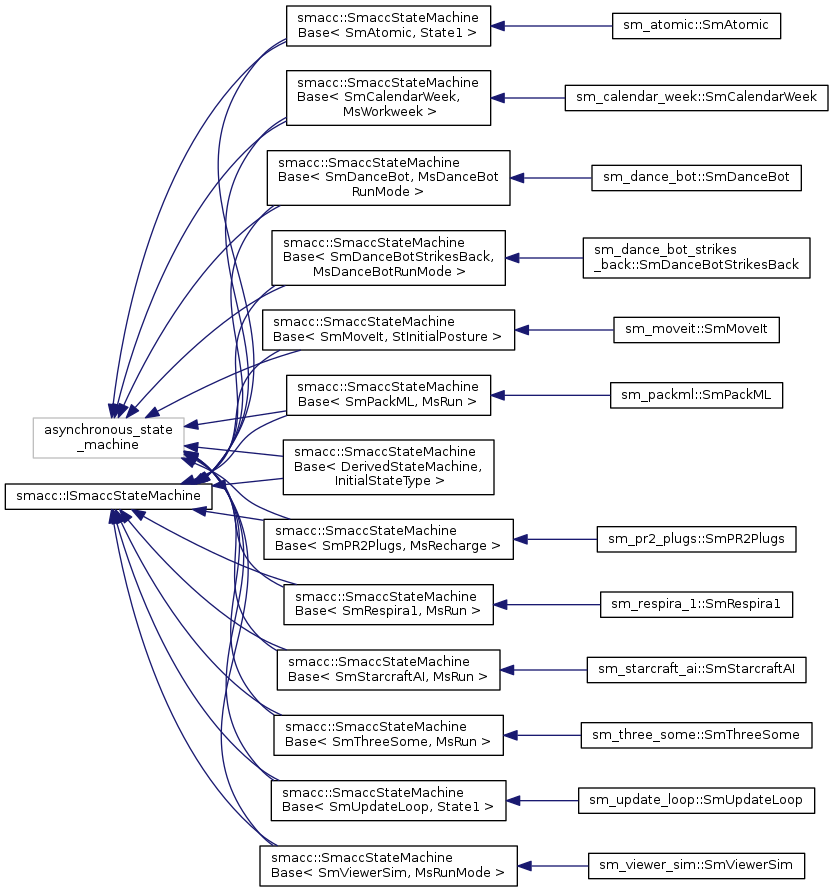 smacc::SmaccStateMachine
Base< SmAtomic, State1 >
sm_atomic::SmAtomic
smacc::SmaccStateMachine
Base< SmCalendarWeek,
MsWorkweek >
sm_calendar_week::SmCalendarWeek
smacc::SmaccStateMachine
Base< SmDanceBot, MsDanceBot
RunMode >
sm_dance_bot::SmDanceBot
smacc::SmaccStateMachine
Base< SmDanceBotStrikesBack,
MsDanceBotRunMode >
sm_dance_bot_strikes
_back::SmDanceBotStrikesBack
smacc::SmaccStateMachine
Base< SmMoveIt, StInitialPosture >
sm_moveit::SmMoveIt
smacc::SmaccStateMachine
Base< SmPackML, MsRun >
sm_packml::SmPackML
asynchronous_state
_machine
smacc::SmaccStateMachine
Base< DerivedStateMachine,
InitialStateType >
smacc::ISmaccStateMachine
smacc::SmaccStateMachine
Base< SmPR2Plugs, MsRecharge >
sm_pr2_plugs::SmPR2Plugs
smacc::SmaccStateMachine
Base< SmRespira1, MsRun >
sm_respira_1::SmRespira1
smacc::SmaccStateMachine
Base< SmStarcraftAI, MsRun >
sm_starcraft_ai::SmStarcraftAI
smacc::SmaccStateMachine
Base< SmThreeSome, MsRun >
sm_three_some::SmThreeSome
smacc::SmaccStateMachine
Base< SmUpdateLoop, State1 >
sm_update_loop::SmUpdateLoop
smacc::SmaccStateMachine
Base< SmViewerSim, MsRunMode >
sm_viewer_sim::SmViewerSim